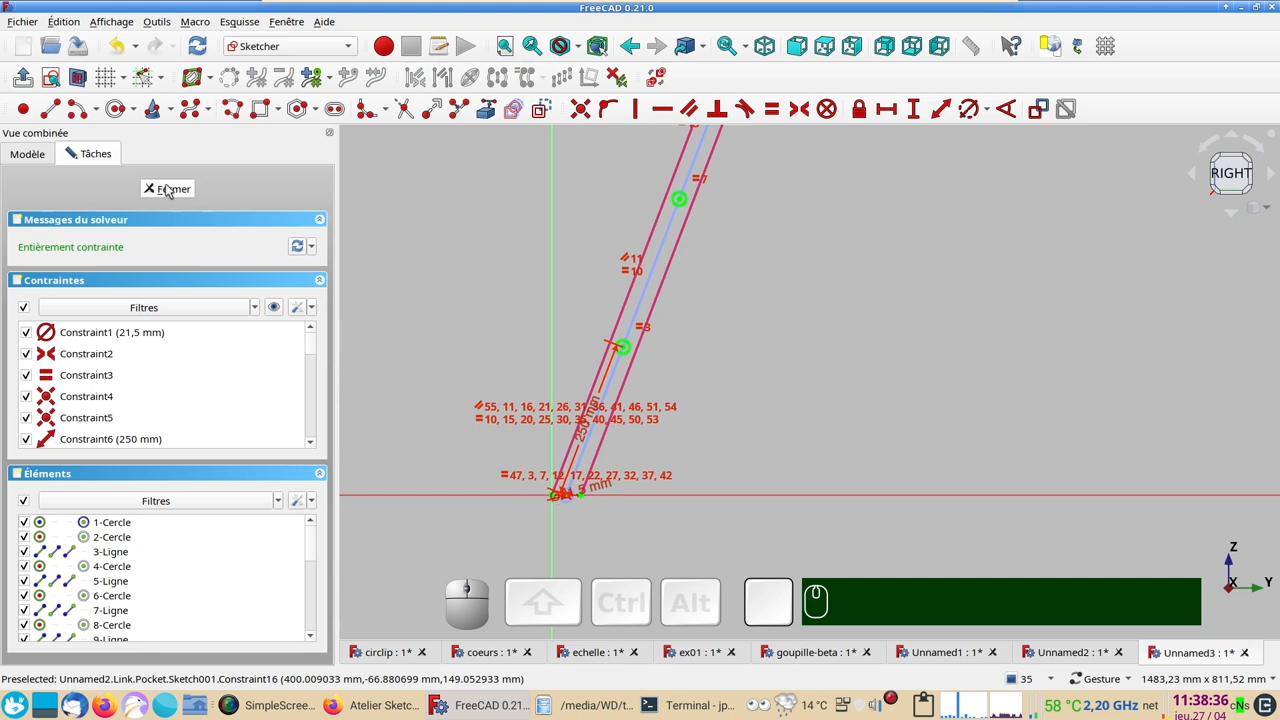 FreeCAD 0.21.0
Fichier Édition Affichage Outils Macro Esquisse Fenêtre Aide
Sketcher
Vue combinée
Modèle Tâches
Fermer
Messages du solveur
Entièrement contrainte
Contraintes
Filtres
Constraint1 (21,5 mm)
Constraint2
Constraint3
Constraint4
Constraint5
Constraint6 (250 mm)
Éléments
Filtres
1-Cercle
2-Cercle
3-Ligne
4-Cercle
5-Ligne
6-Cercle
7-Ligne
8-Cercle
9-Ligne
7
11
10
3
250 mm
55, 11, 16, 21, 26, 31, 36, 41, 46, 51, 54
10, 15, 20, 25, 30, 35, 40, 45, 50, 53
47, 3, 7, 12, 17, 22, 27, 32, 37, 42
5 mm
RIGHT
Z
X Y
Ctrl Alt
circlip : 1* coeurs : 1* echelle : 1* ex01 : 1* goupille-beta : 1* Unnamed1 : 1* Unnamed2 : 1* Unnamed3 : 1*
Preselected: Unnamed2.Link.Pocket.Sketch001.Constraint16 (400.009033 mm,-66.880699 mm,149.052933 mm) 35 Gesture 1483,23 mm x 811,52 mm
SimpleScree... Atelier Sketc... FreeCAD 0.21... /media/WD/t... Terminal - jp... 14 °C 58 °C 2,20 GHz net 11:38:36
jeu.27 / 04